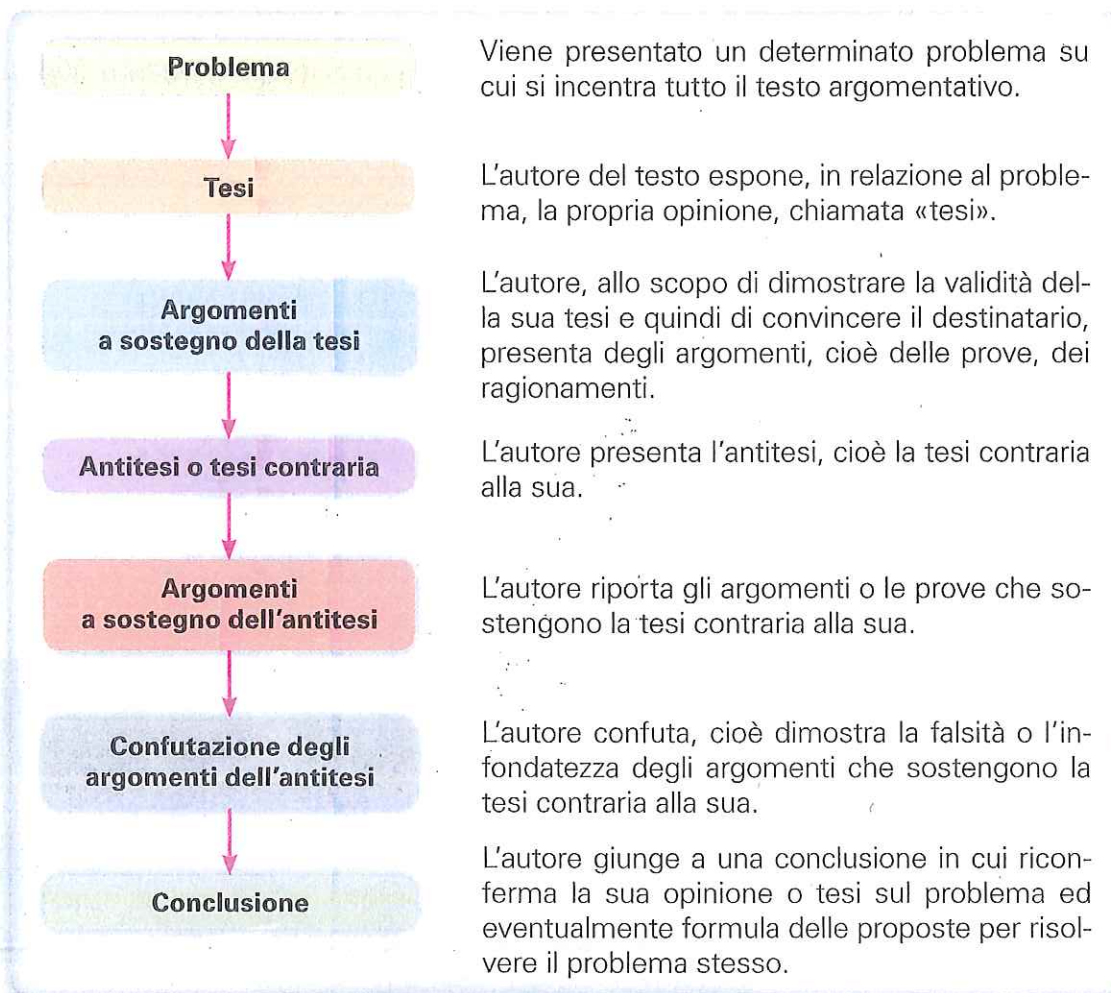 Problema
Viene presentato un determinato problema su
cui si incentra tutto il testo argomentativo.
Tesi
L'autore del testo espone, in relazione al proble-
ma, la propria opinione, chiamata «tesi».
Argomenti
a sostegno della tesi
L'autore, allo scopo di dimostrare la validità del-
la sua tesi e quindi di convincere il destinatario,
presenta degli argomenti, cioè delle prove, dei
ragionamenti.
Antitesi o tesi contraria
L'autore presenta l'antitesi, cioè la tesi contraria
alla sua.
Argomenti
a sostegno dell'antitesi
L'autore riporta gli argomenti o le prove che so-
stengono la tesi contraria alla sua.
Confutazione degli
argomenti dell'antitesi
L'autore confuta, cioè dimostra la falsità o l'in-
fondatezza degli argomenti che sostengono la
tesi contraria alla sua.
Conclusione
L'autore giunge a una conclusione in cui ricon-
ferma la sua opinione o tesi sul problema ed
eventualmente formula delle proposte per risol-
vere il problema stesso.